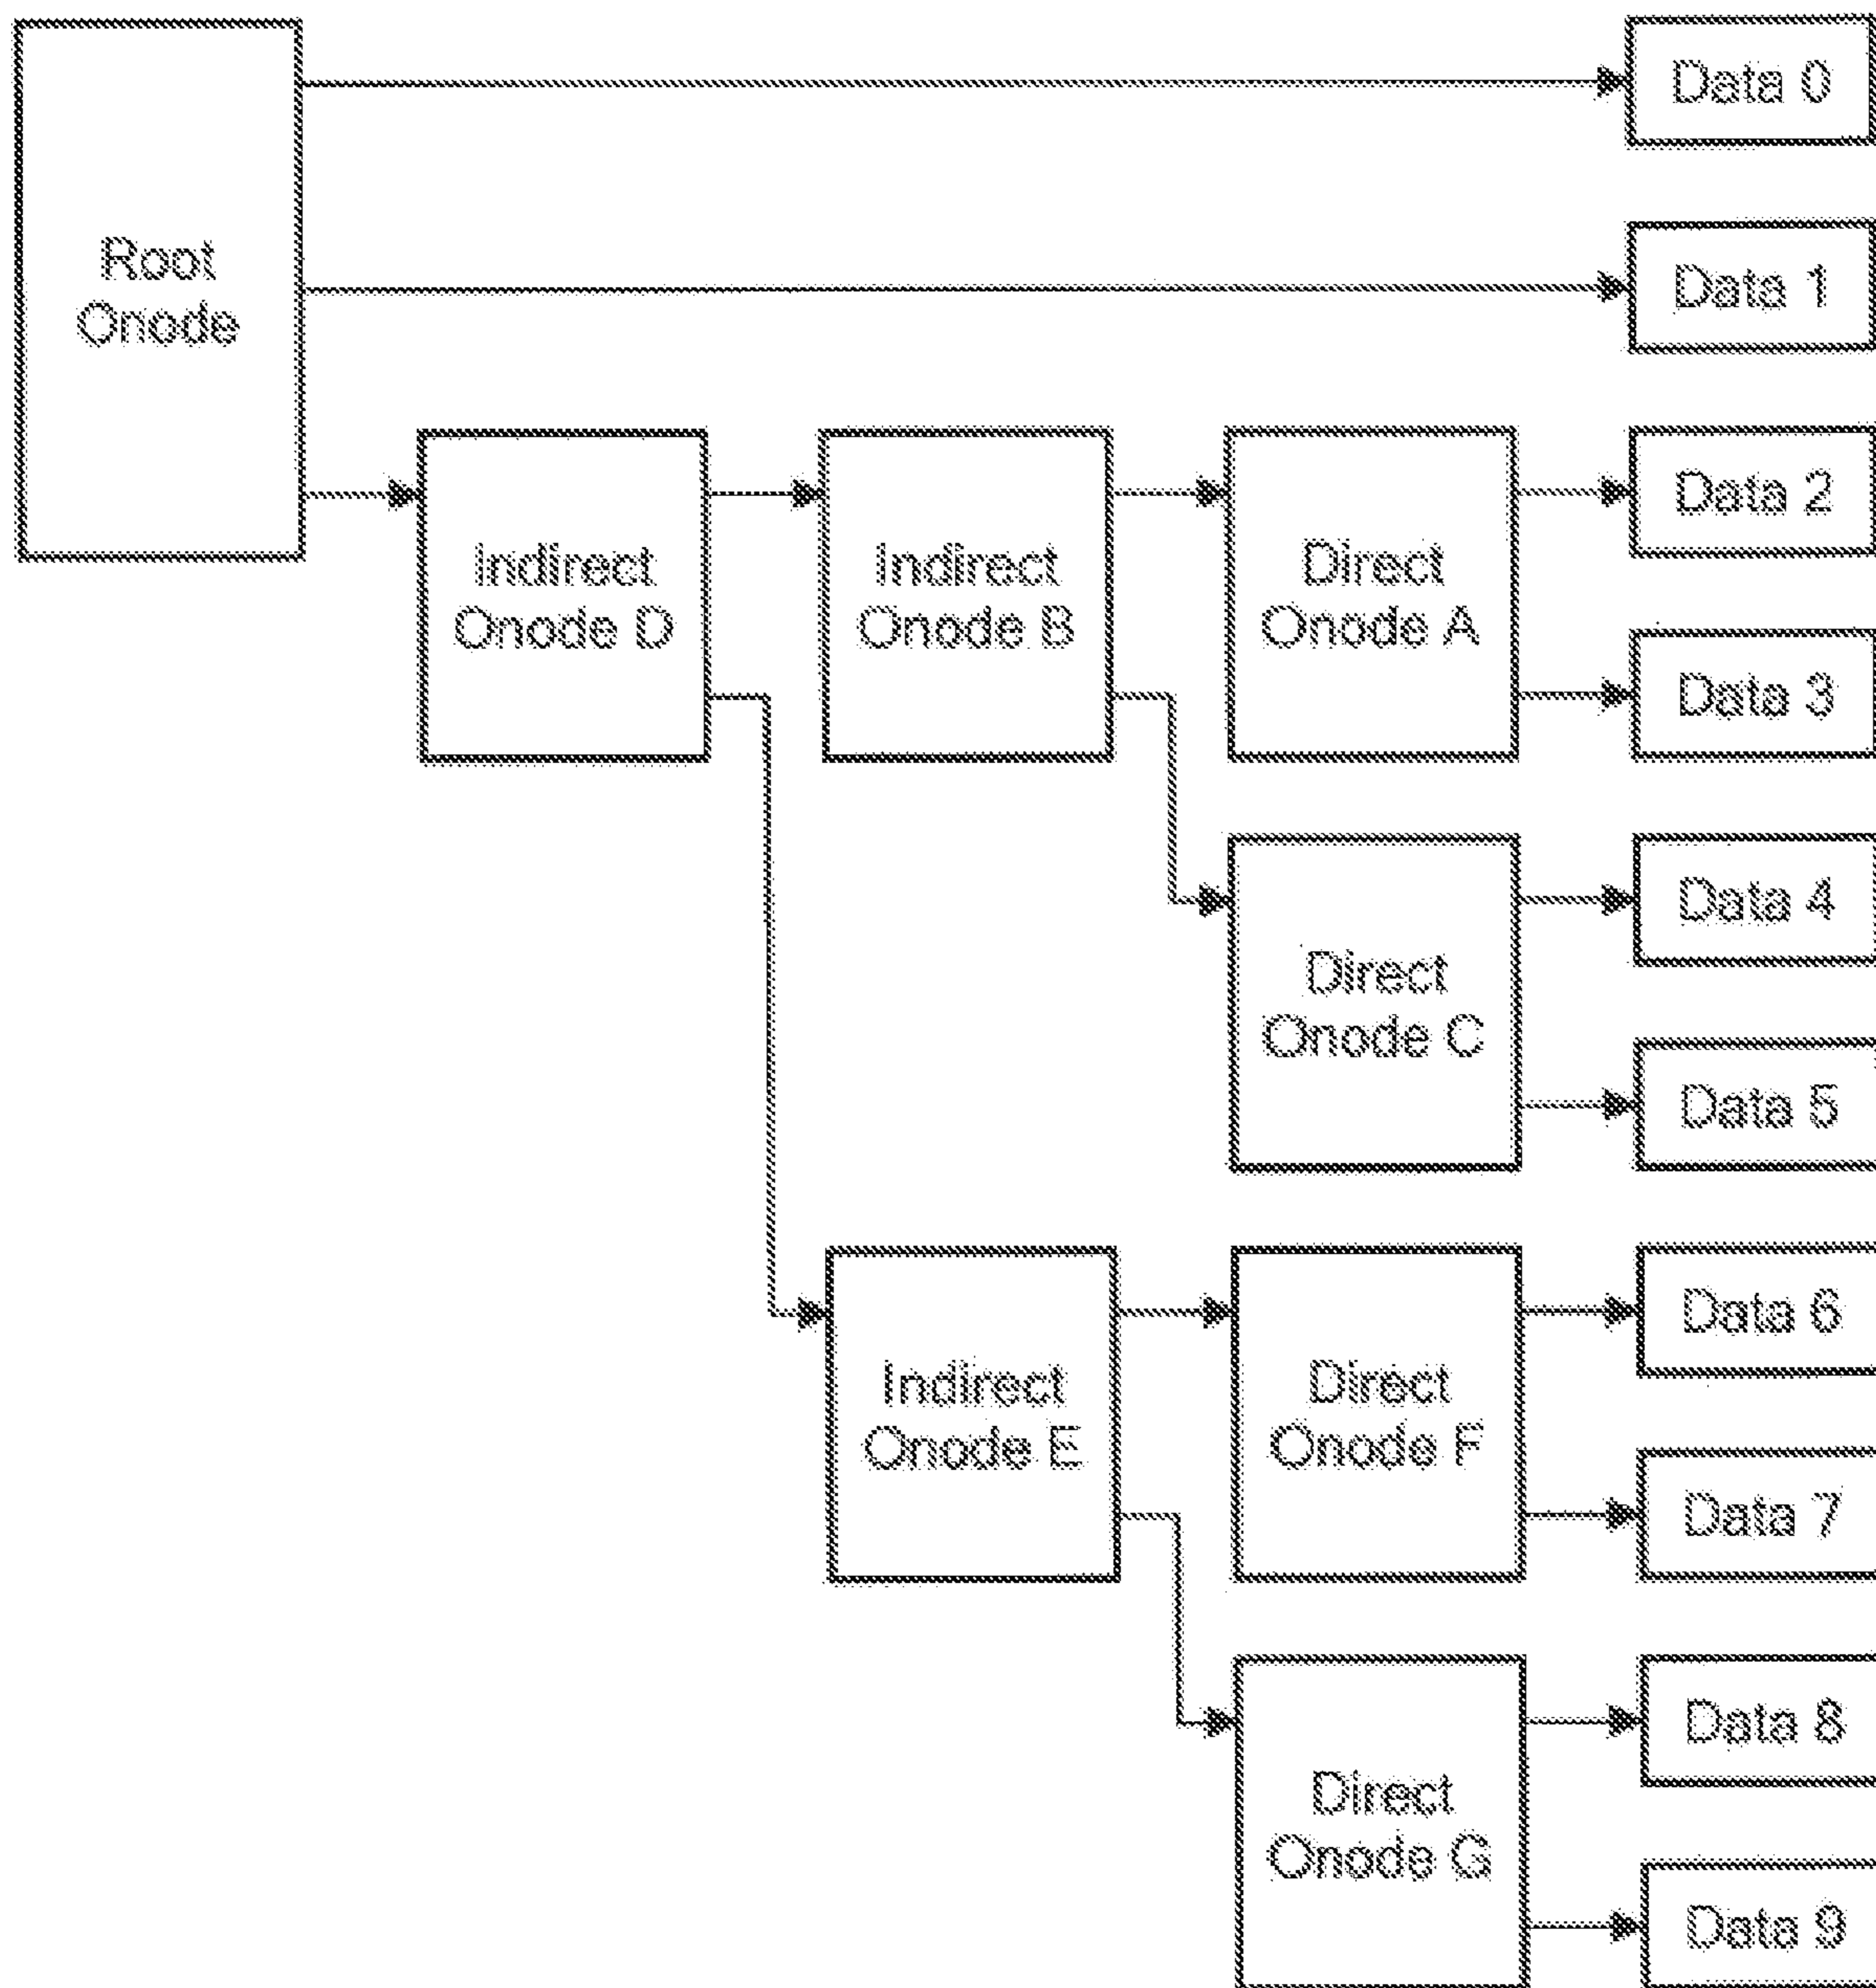 Data 0
Root
Onode
Data 1
Indirect
Onode D
Indirect
Onode B
Direct
Onode A
Data 2
Data 3
Direct
Onode C
Data 4
Data 5
Indirect
Onode E
Direct
Onode F
Data 6
Data 7
Direct
Onode G
Data 8
Data 9